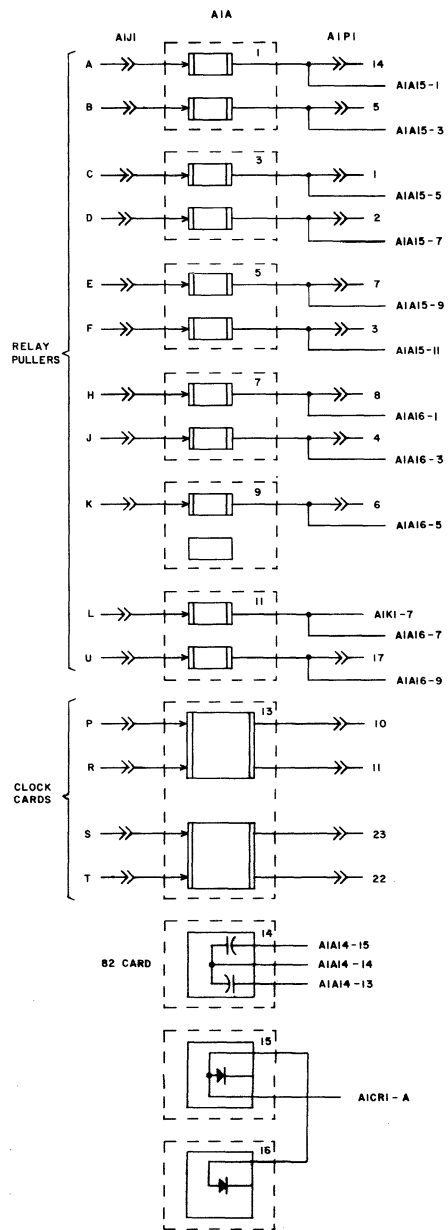 A1J1 A1A A1P1
A 1 14
A1A15-1
B 5
A1A15-3
C 3 1
A1A15-5
D 2
A1A15-7
E 5 7
A1A15-9
F 3
A1A15-11
RELAY
PULLERS
H 7 8
A1A16-1
J 4
A1A16-3
K 9 6
A1A16-5
L 11 A1K1-7
A1A16-7
U 17
A1A16-9
P 13 10
R 11
CLOCK
CARDS
S 23
T 22
14
A1A14-15
82 CARD A1A14-14
A1A14-13
15
A1CR1-A
16